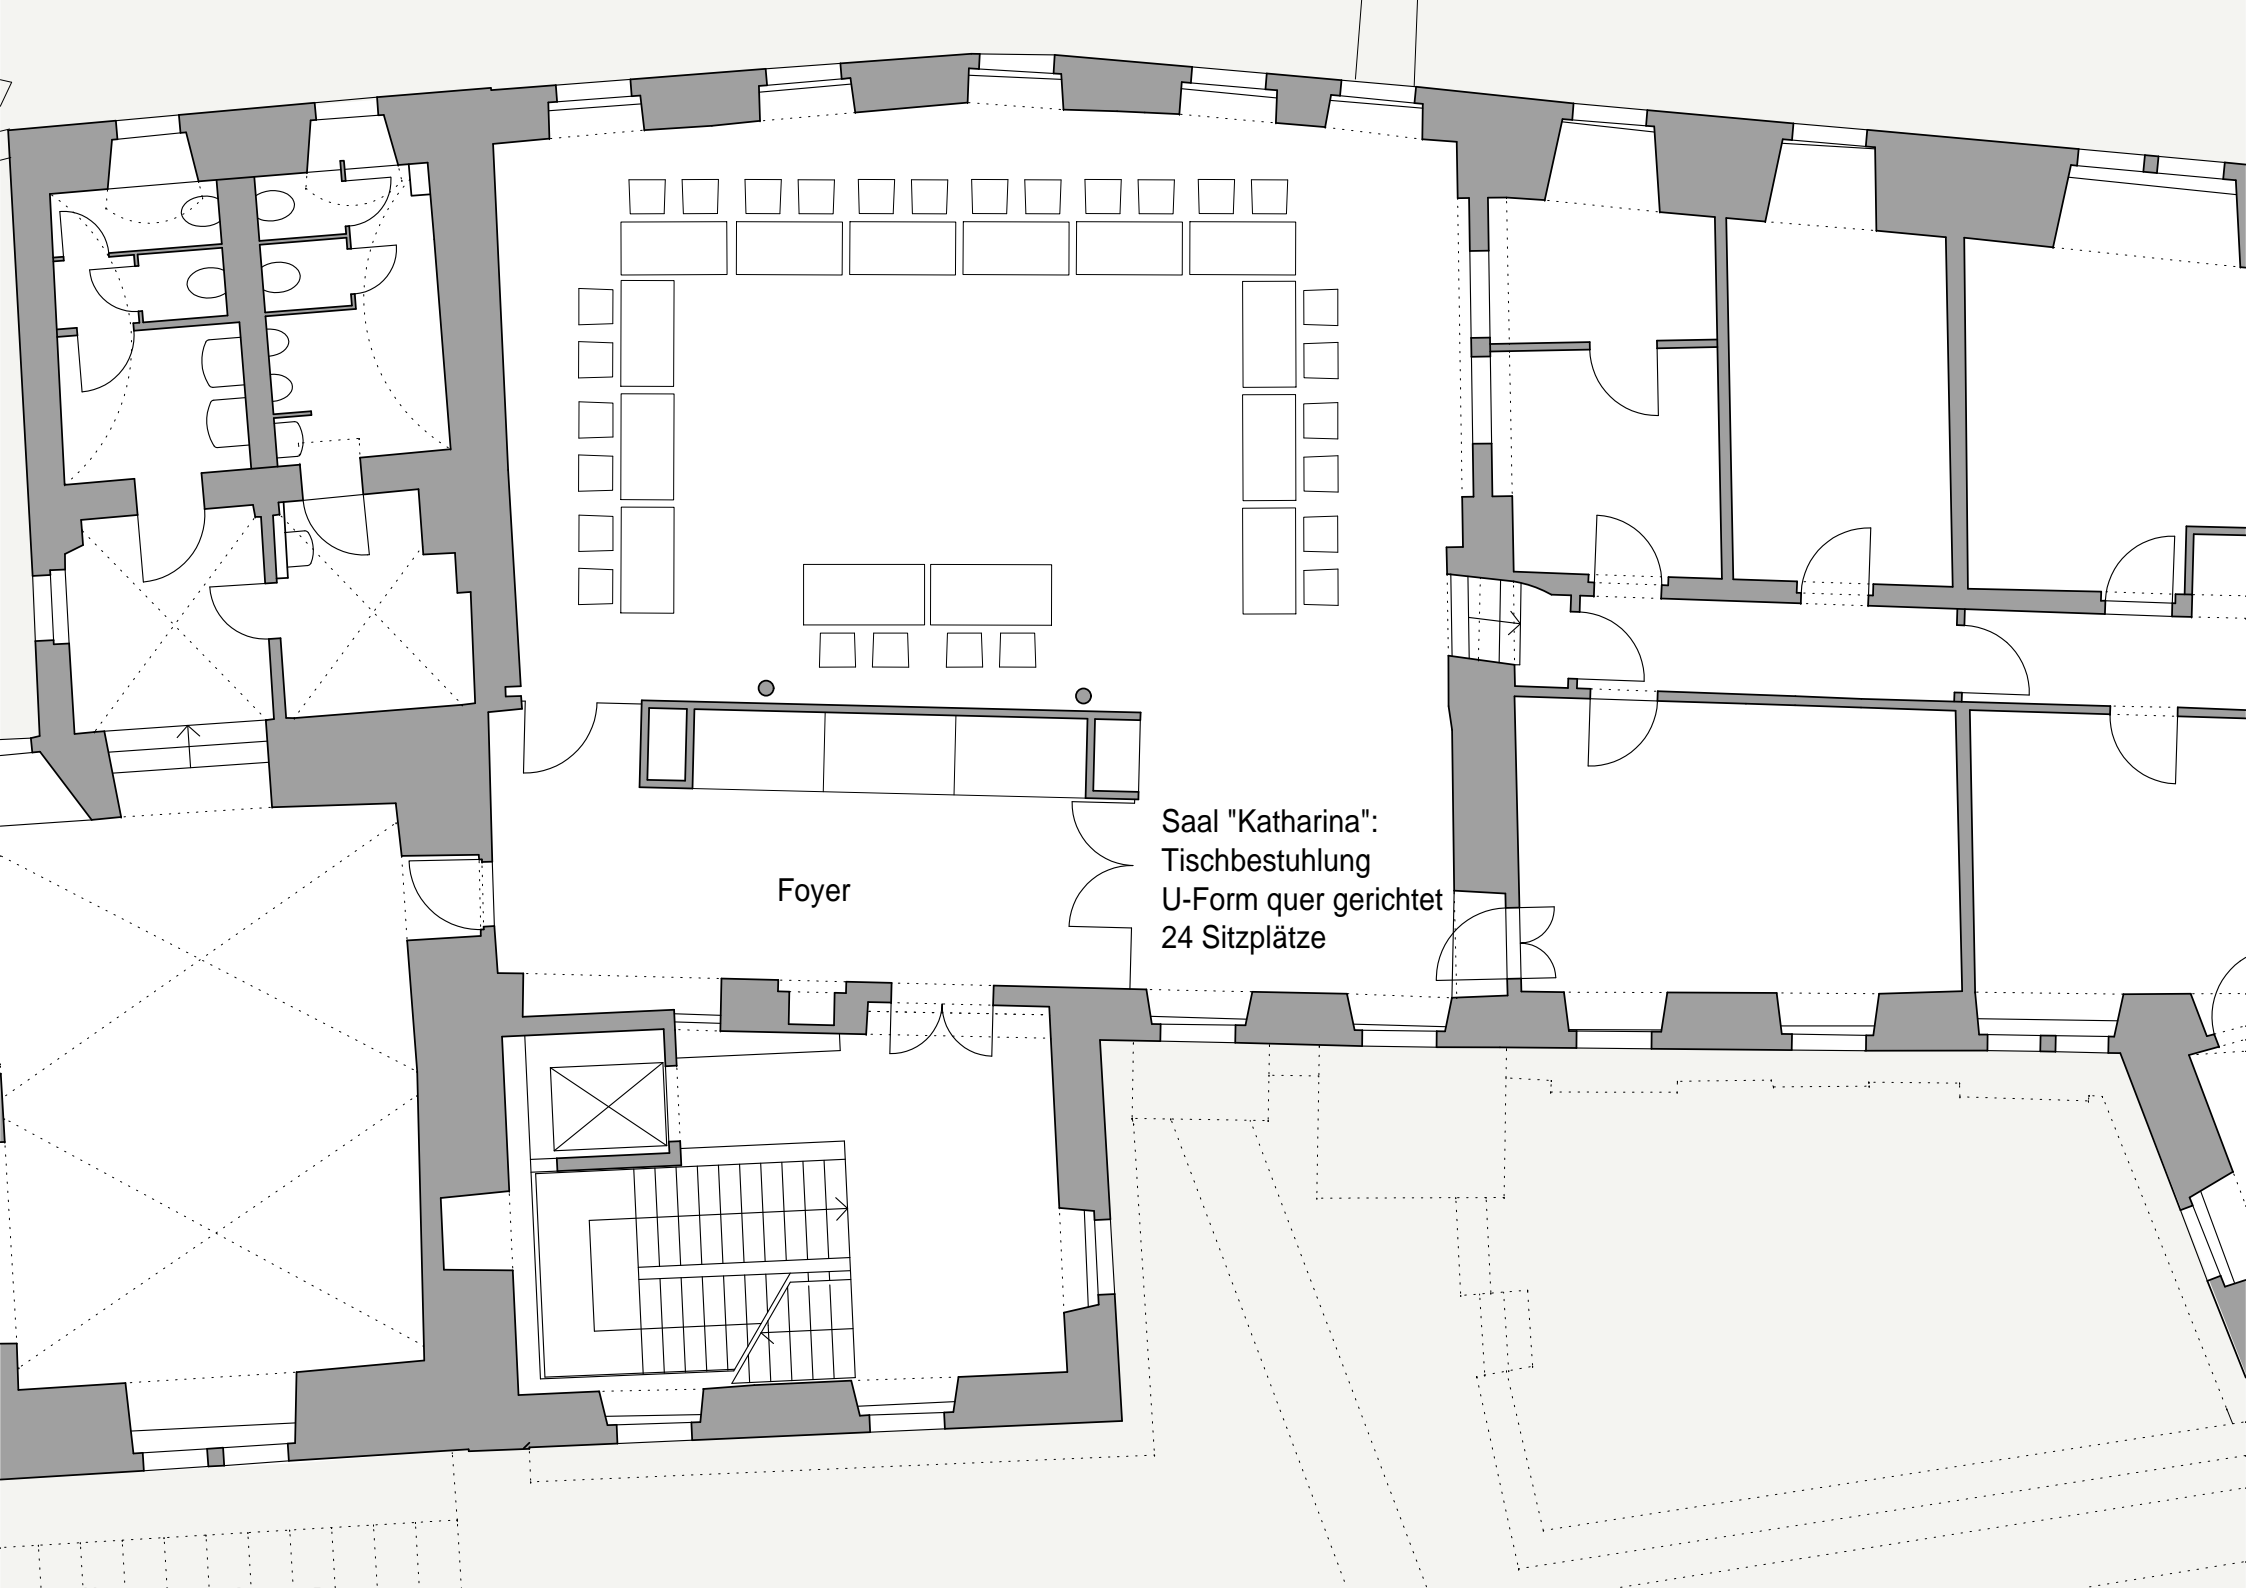 Saal "Katharina":
Tischbestuhlung
U-Form quer gerichtet
24 Sitzplätze
Foyer